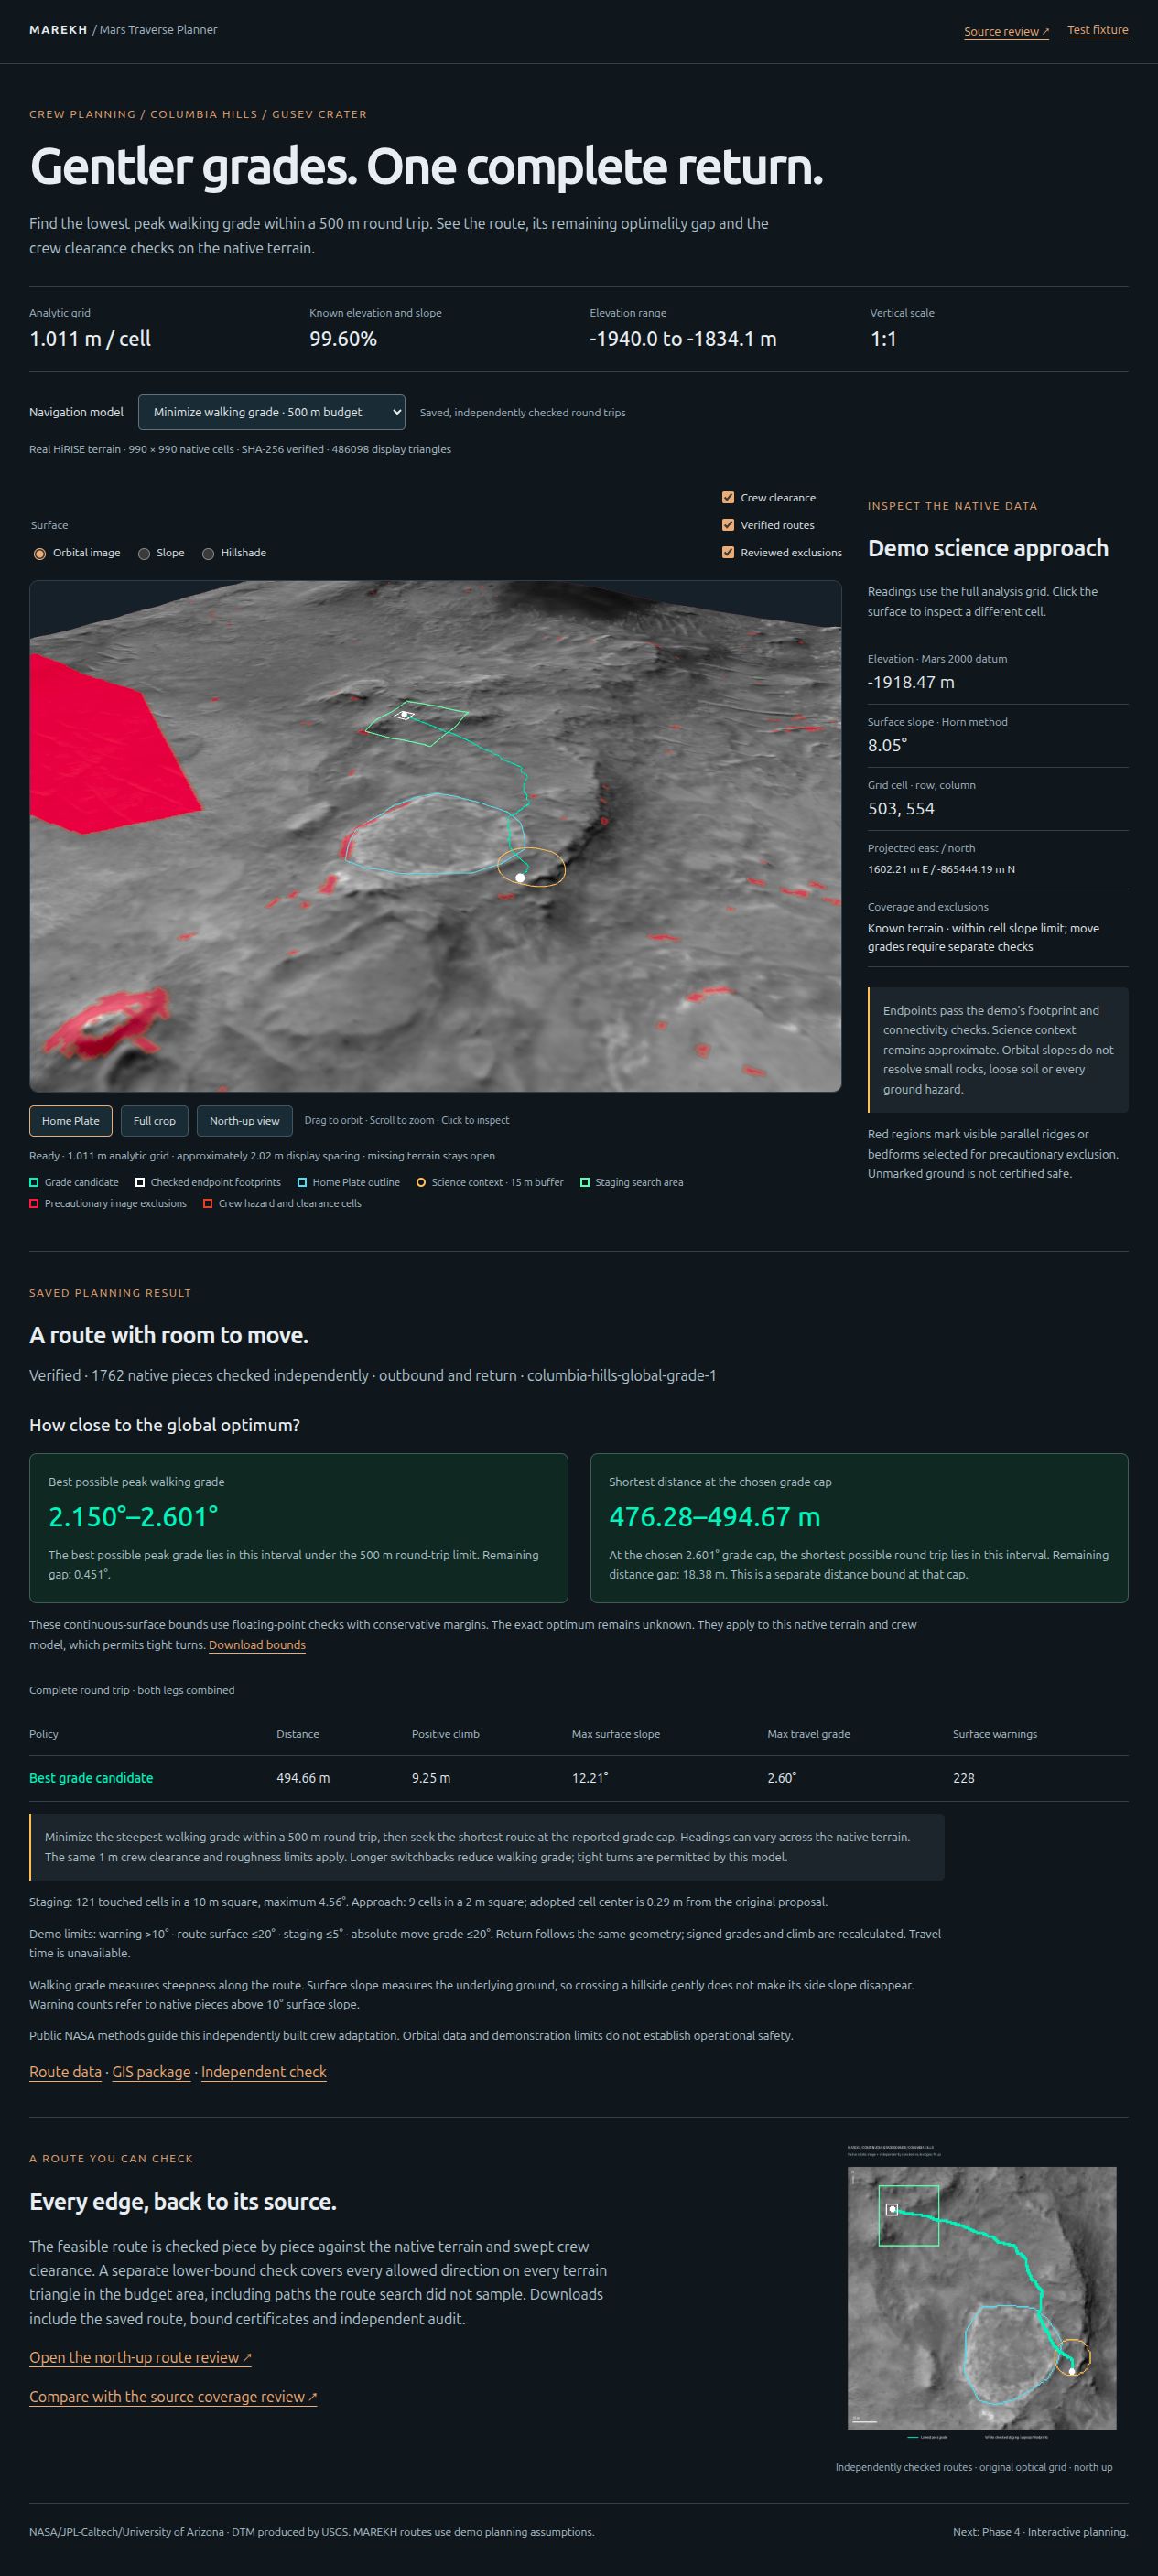 MAREKH / Mars Traverse Planner
Source review ↗ Test fixture
CREW PLANNING / COLUMBIA HILLS / GUSEV CRATER
Gentler grades. One complete return.
Find the lowest peak walking grade within a 500 m round trip. See the route, its remaining optimality gap and the
crew clearance checks on the native terrain.
Analytic grid
1.011 m / cell
Known elevation and slope
99.60%
Elevation range
-1940.0 to -1834.1 m
Vertical scale
1:1
Navigation model Minimize walking grade · 500 m budget Saved, independently checked round trips
Real HiRISE terrain · 990 × 990 native cells · SHA-256 verified · 486098 display triangles
Surface
Orbital image Slope Hillshade
Crew clearance
Verified routes
Reviewed exclusions
INSPECT THE NATIVE DATA
Demo science approach
Readings use the full analysis grid. Click the
surface to inspect a different cell.
Elevation · Mars 2000 datum
-1918.47 m
Surface slope · Horn method
8.05°
Grid cell · row, column
503, 554
Projected east / north
1602.21 m E / -865444.19 m N
Coverage and exclusions
Known terrain · within cell slope limit; move
grades require separate checks
Endpoints pass the demo's footprint and
connectivity checks. Science context
remains approximate. Orbital slopes do not
resolve small rocks, loose soil or every
ground hazard.
Red regions mark visible parallel ridges or
bedforms selected for precautionary exclusion.
Unmarked ground is not certified safe.
Home Plate Full crop North-up view Drag to orbit · Scroll to zoom · Click to inspect
Ready · 1.011 m analytic grid · approximately 2.02 m display spacing · missing terrain stays open
Grade candidate Checked endpoint footprints Home Plate outline Science context · 15 m buffer Staging search area
Precautionary image exclusions Crew hazard and clearance cells
SAVED PLANNING RESULT
A route with room to move.
Verified · 1762 native pieces checked independently · outbound and return · columbia-hills-global-grade-1
How close to the global optimum?
Best possible peak walking grade
2.150°–2.601°
The best possible peak grade lies in this interval under the 500 m round-trip limit. Remaining
gap: 0.451°.
Shortest distance at the chosen grade cap
476.28–494.67 m
At the chosen 2.601° grade cap, the shortest possible round trip lies in this interval. Remaining
distance gap: 18.38 m. This is a separate distance bound at that cap.
These continuous-surface bounds use floating-point checks with conservative margins. The exact optimum remains unknown. They apply to this native terrain and crew
model, which permits tight turns. Download bounds
Complete round trip · both legs combined
Policy Distance Positive climb Max surface slope Max travel grade Surface warnings
Best grade candidate 494.66 m 9.25 m 12.21° 2.60° 228
Minimize the steepest walking grade within a 500 m round trip, then seek the shortest route at the reported grade cap. Headings can vary across the native terrain.
The same 1 m crew clearance and roughness limits apply. Longer switchbacks reduce walking grade; tight turns are permitted by this model.
Staging: 121 touched cells in a 10 m square, maximum 4.56°. Approach: 9 cells in a 2 m square; adopted cell center is 0.29 m from the original proposal.
Demo limits: warning >10° · route surface ≤20° · staging ≤5° · absolute move grade ≤20°. Return follows the same geometry; signed grades and climb are recalculated. Travel
time is unavailable.
Walking grade measures steepness along the route. Surface slope measures the underlying ground, so crossing a hillside gently does not make its side slope disappear.
Warning counts refer to native pieces above 10° surface slope.
Public NASA methods guide this independently built crew adaptation. Orbital data and demonstration limits do not establish operational safety.
Route data · GIS package · Independent check
A ROUTE YOU CAN CHECK
Every edge, back to its source.
The feasible route is checked piece by piece against the native terrain and swept crew
clearance. A separate lower-bound check covers every allowed direction on every terrain
triangle in the budget area, including paths the route search did not sample. Downloads
include the saved route, bound certificates and independent audit.
Open the north-up route review ↗
Compare with the source coverage review ↗
Independently checked routes · original optical grid · north up
NASA/JPL-Caltech/University of Arizona · DTM produced by USGS. MAREKH routes use demo planning assumptions.
Next: Phase 4 · Interactive planning.